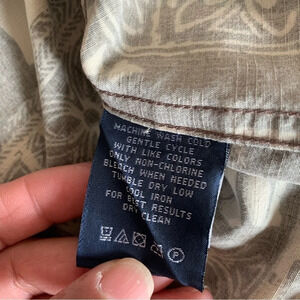 MACHINE WASH COLD
GENTLE CYCLE
WITH LIKE COLORS
ONLY NON-CHLORINE
BLEACH WHEN NEEDED
TUMBLE DRY LOW
COOL IRON
FOR BEST RESULTS
DRY CLEAN
P